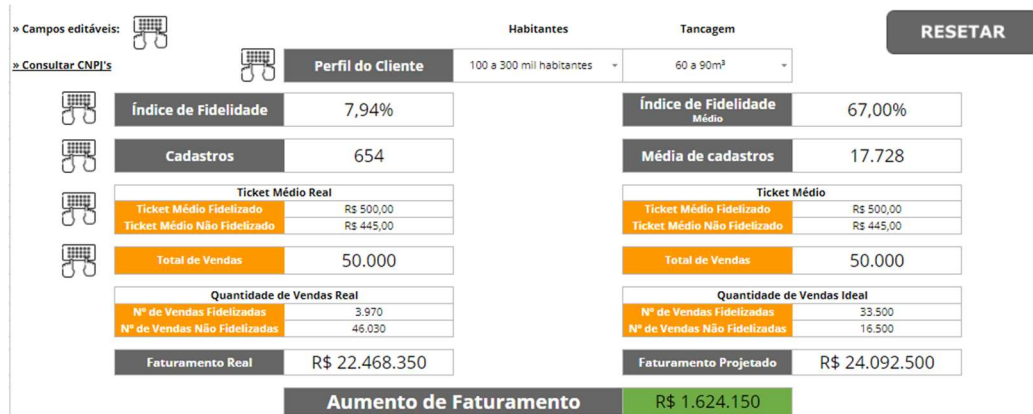 » Campos editáveis:
Habitantes Tancagem
RESETAR
» Consultar CNPJ's
Perfil do Cliente 100 a 300 mil habitantes 60 a 90m³
Índice de Fidelidade 7,94% Índice de Fidelidade 67,00%
Médio
Cadastros 654 Média de cadastros 17.728
Ticket Médio Real Ticket Médio
Ticket Médio Fidelizado R$ 500,00 Ticket Médio Fidelizado R$ 500,00
Ticket Médio Não Fidelizado R$ 445,00 Ticket Médio Não Fidelizado R$ 445,00
Total de Vendas 50.000 Total de Vendas 50.000
Quantidade de Vendas Real Quantidade de Vendas Ideal
Nº de Vendas Fidelizadas 3.970 Nº de Vendas Fidelizadas 33.500
Nº de Vendas Não Fidelizadas 46.030 Nº de Vendas Não Fidelizadas 16.500
Faturamento Real R$ 22.468.350 Faturamento Projetado R$ 24.092.500
Aumento de Faturamento R$ 1.624.150